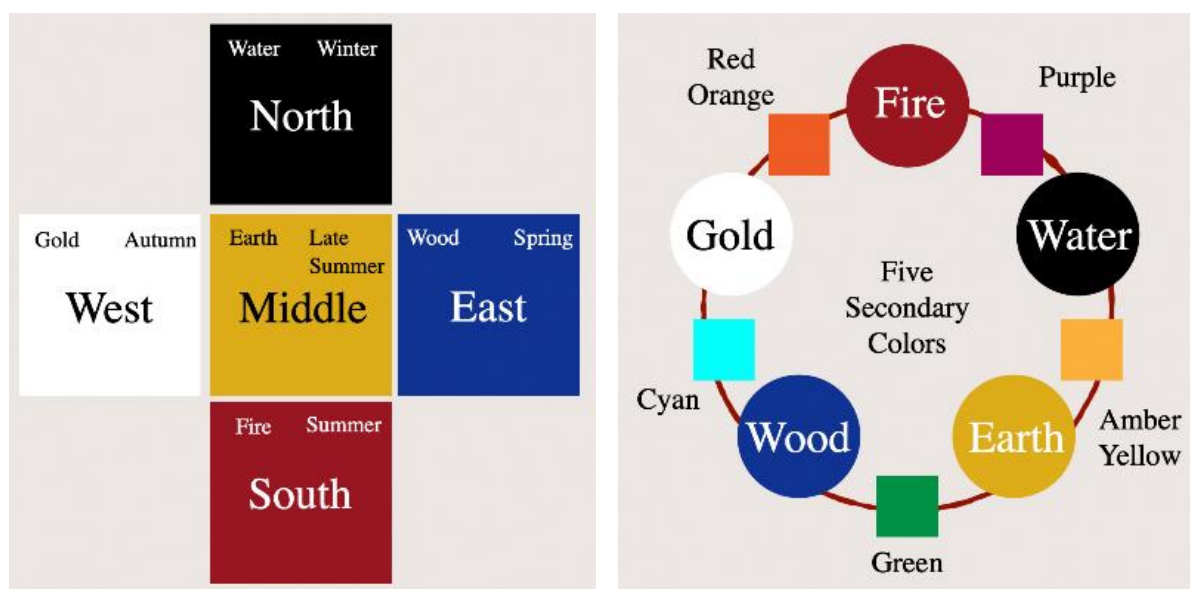 Water Winter
North
Gold Autumn
West
Earth Late
Summer
Middle
Wood Spring
East
Fire Summer
South
Red
Orange
Fire
Purple
Gold
Water
Five
Secondary
Colors
Cyan
Wood
Earth
Amber
Yellow
Green